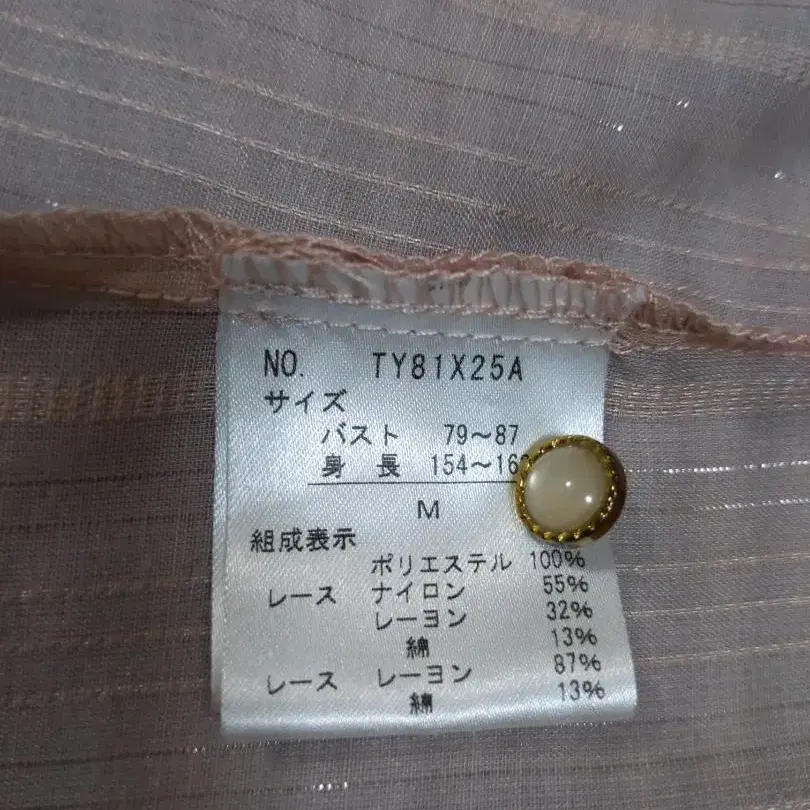 NO. TY81X25A
サイズ
バスト 79～87
身 長 154～16
M
組成表示
ポリエステル 100%
レース ナイロン 55%
レーヨン 32%
綿 13%
レース レーヨン 87%
綿 13%